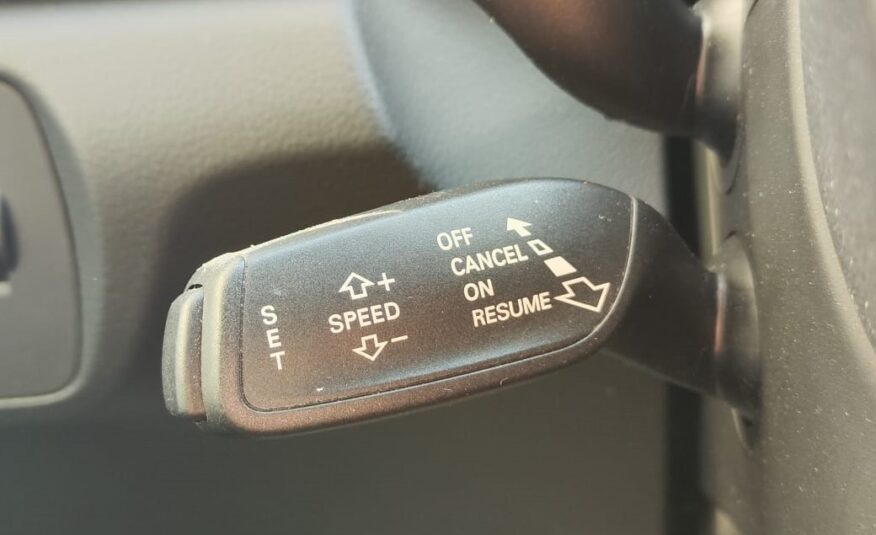 SET
+
SPEED
-
OFF
CANCEL
ON
RESUME